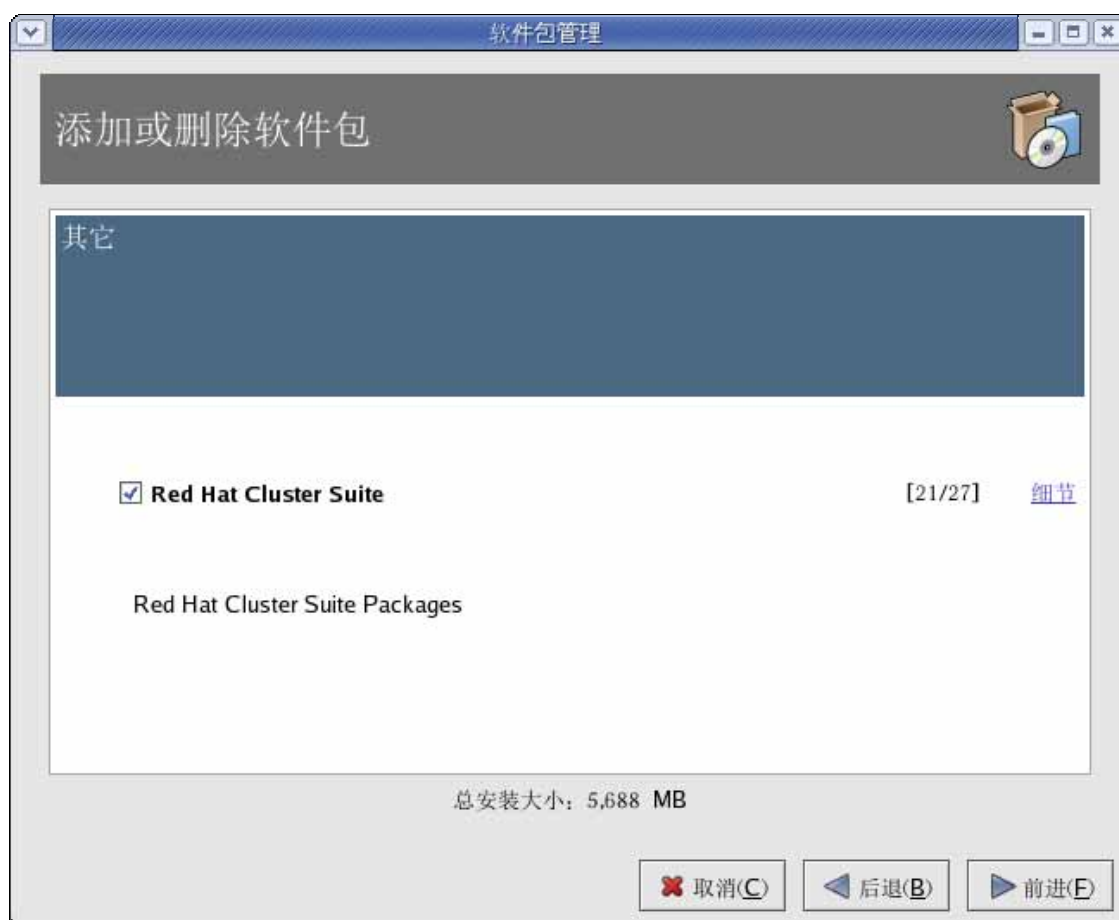 软件包管理
添加或删除软件包
其它
Red Hat Cluster Suite [21/27] 细节
Red Hat Cluster Suite Packages
总安装大小：5,688 MB
取消(C) 后退(B) 前进(F)